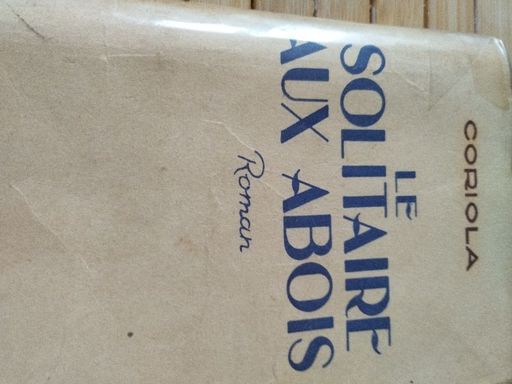 CORIOLA
LE
SOLITAIRE
AUX ABOIS
Roman